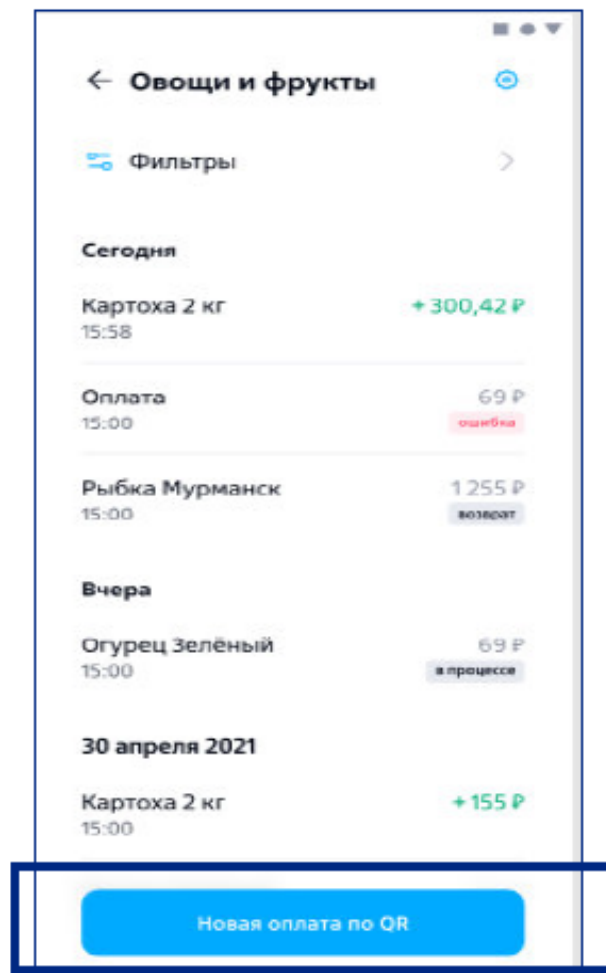 Овощи и фрукты
Фильтры
Сегодня
Картоха 2 кг
+ 300,42 ₽
15:58
Оплата
69 ₽
15:00
ошибка
Рыбка Мурманск
1 255 ₽
15:00
возврат
Вчера
Огурец Зелёный
69 ₽
15:00
в процессе
30 апреля 2021
Картоха 2 кг
+ 155 ₽
15:00
Новая оплата по QR